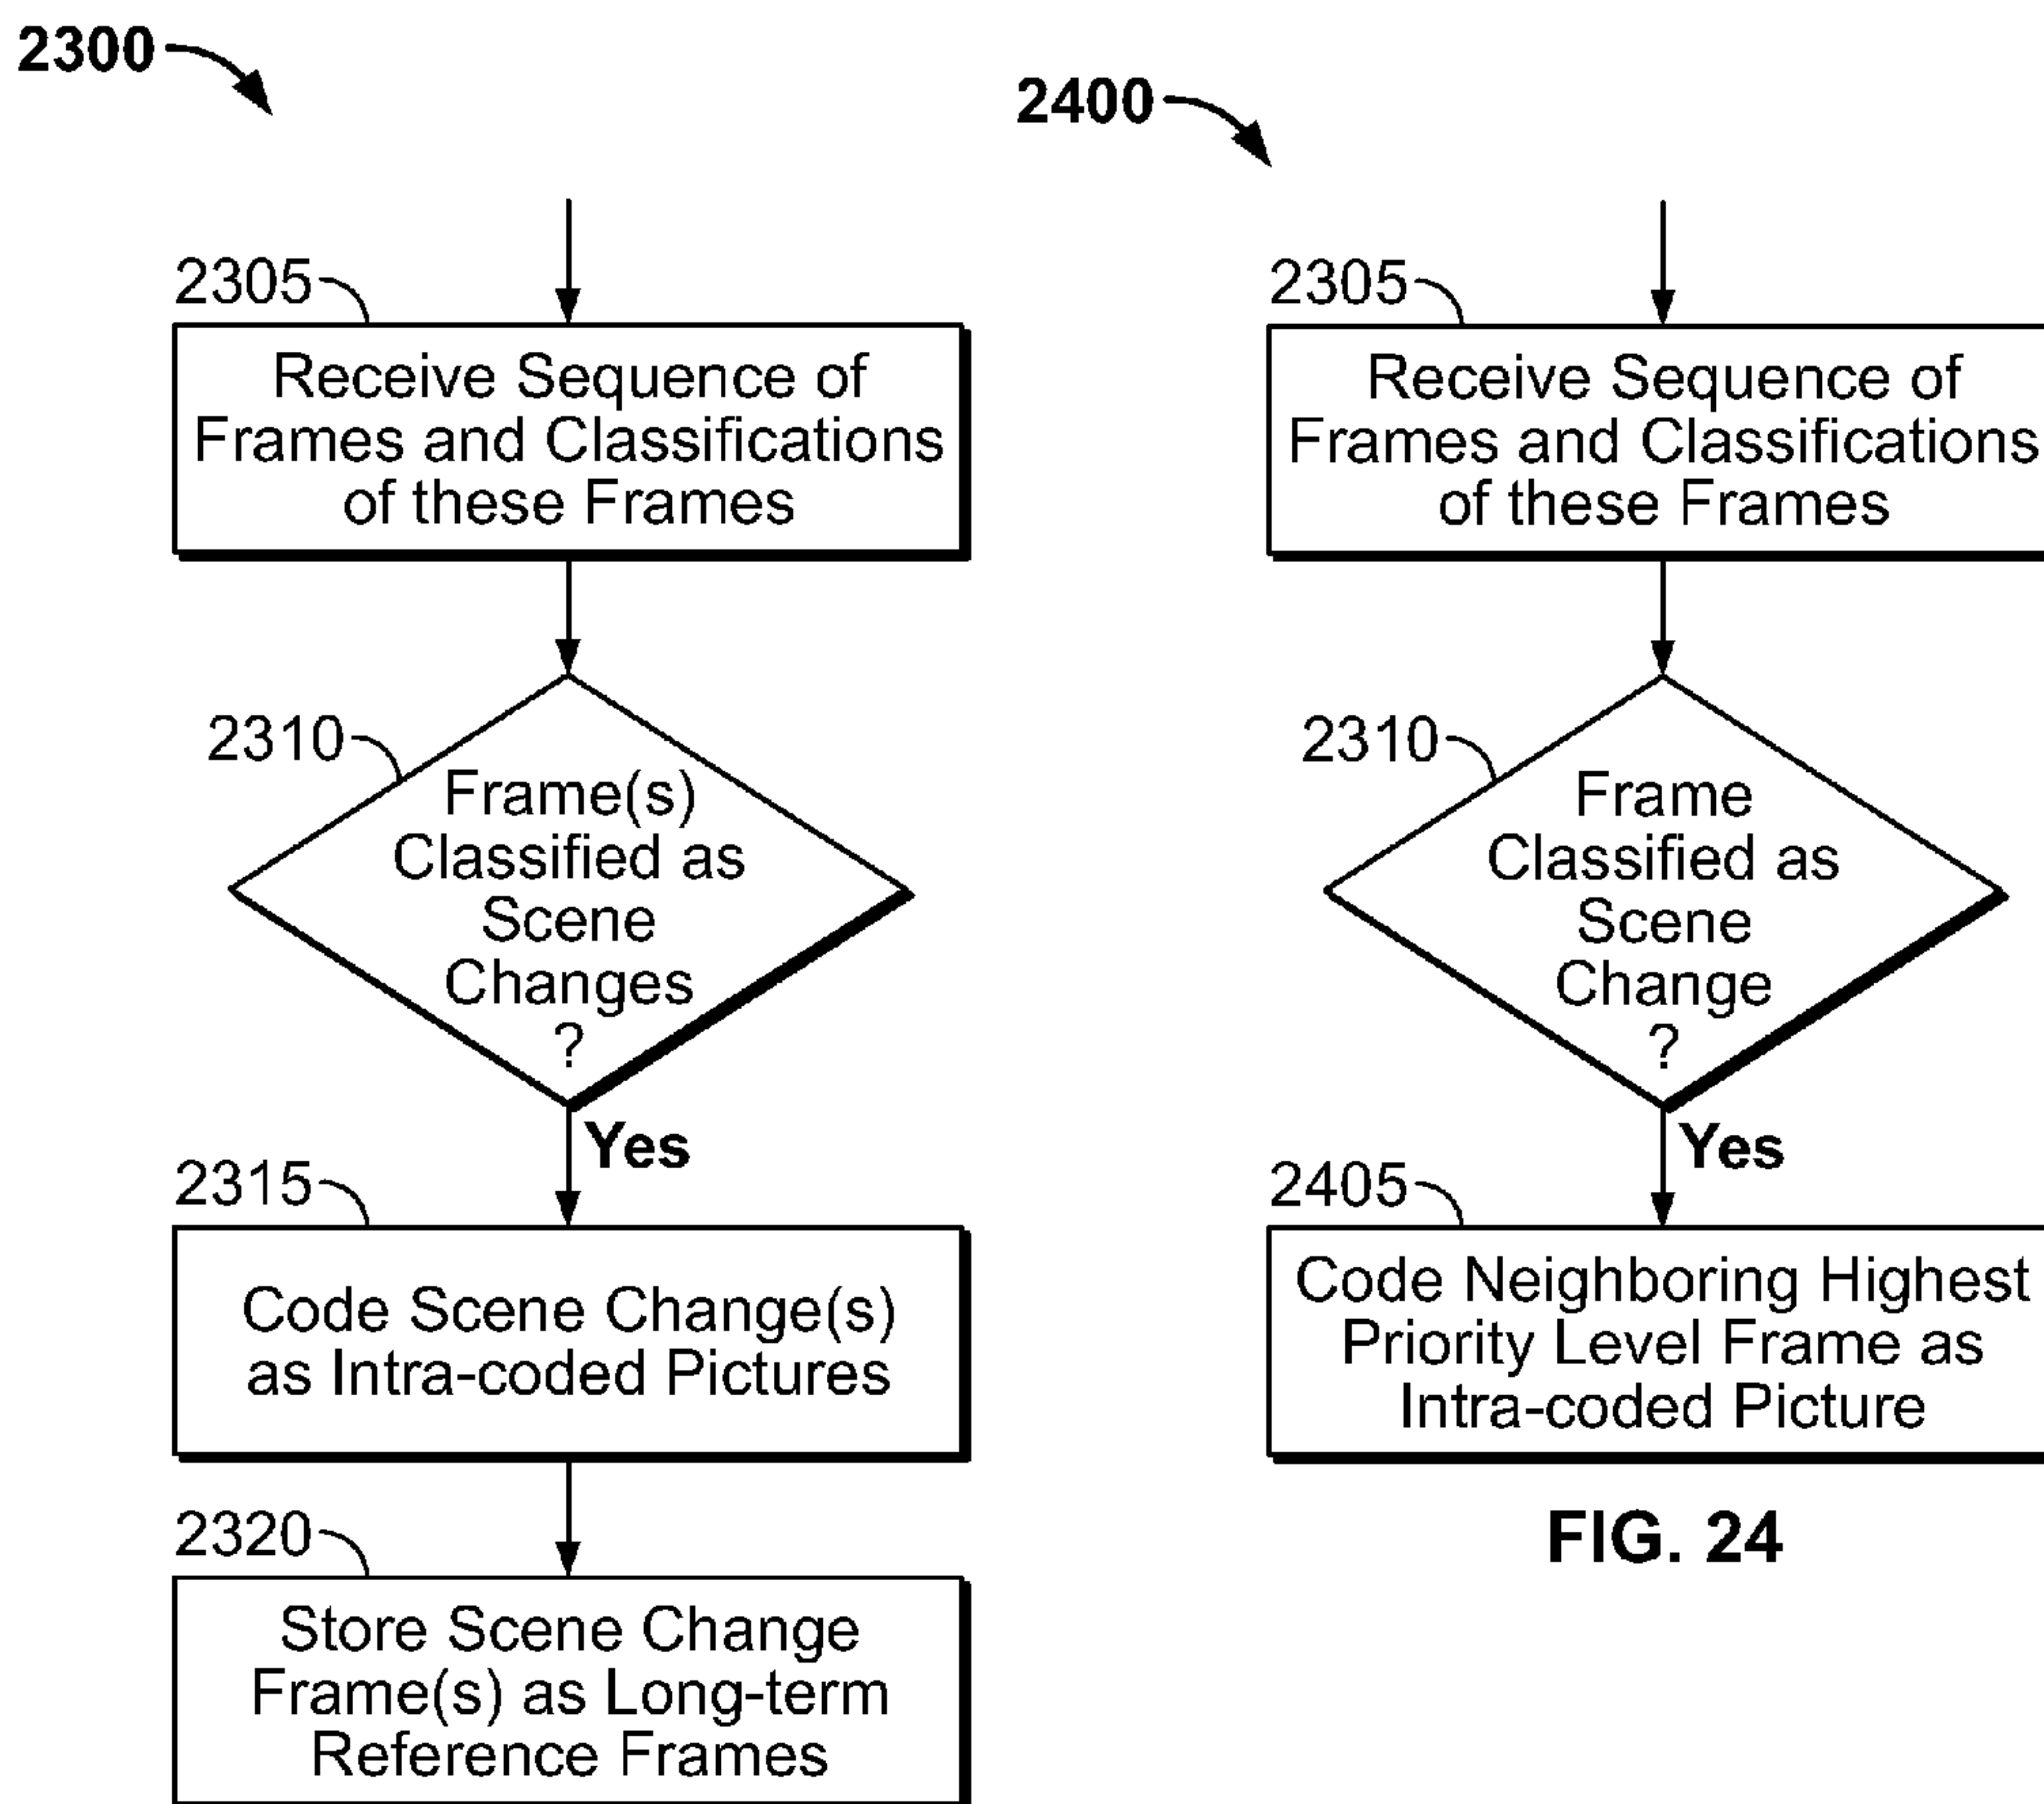 2300
2305
Receive Sequence of
Frames and Classifications
of these Frames
2310
Frame(s)
Classified as
Scene
Changes
?
Yes
2315
Code Scene Change(s)
as Intra-coded Pictures
2320
Store Scene Change
Frame(s) as Long-term
Reference Frames
2400
2305
Receive Sequence of
Frames and Classifications
of these Frames
2310
Frame
Classified as
Scene
Change
?
Yes
2405
Code Neighboring Highest
Priority Level Frame as
Intra-coded Picture
FIG. 24